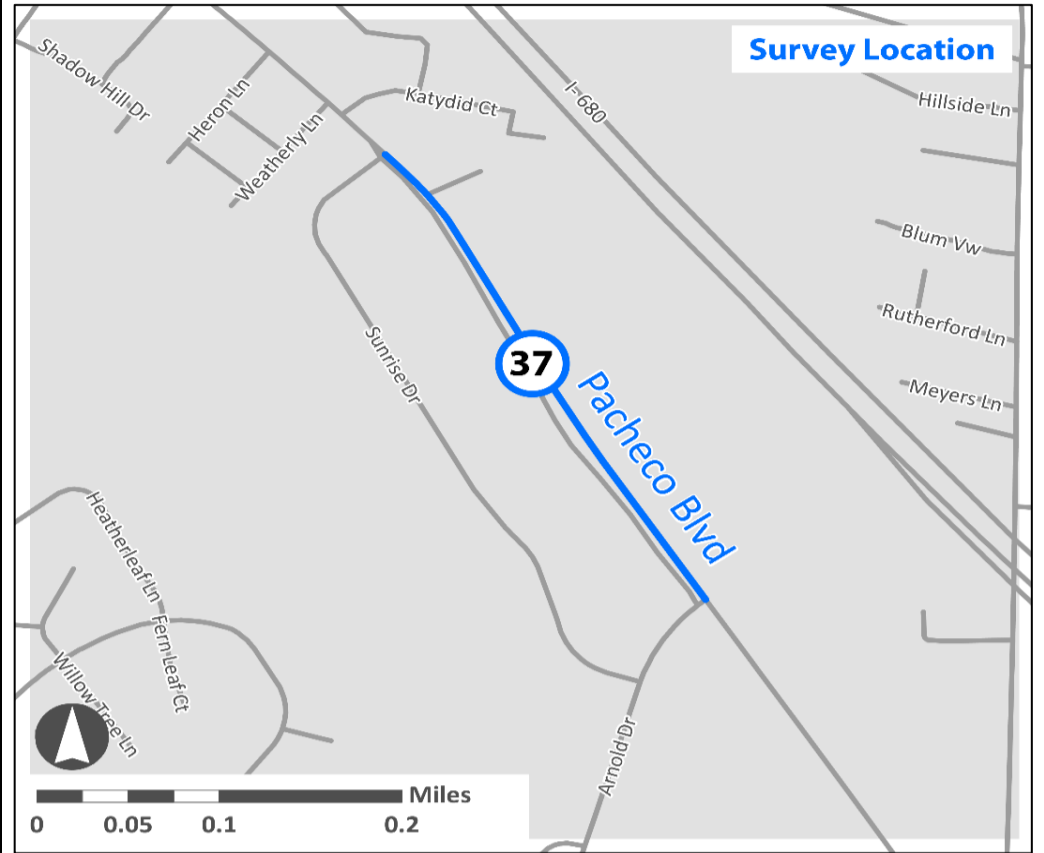 Survey Location
Shadow Hill Dr
Heron Ln
Weatherly Ln
Katydid Ct
I- 680
Hillside Ln
Blum Vw
Rutherford Ln
Meyers Ln
Sunrise Dr
37
Pacheco Blvd
Heatherleaf Ln
Fern Leaf Ct
Willow Tree Ln
Arnold Dr
Miles
0 0.05 0.1 0.2